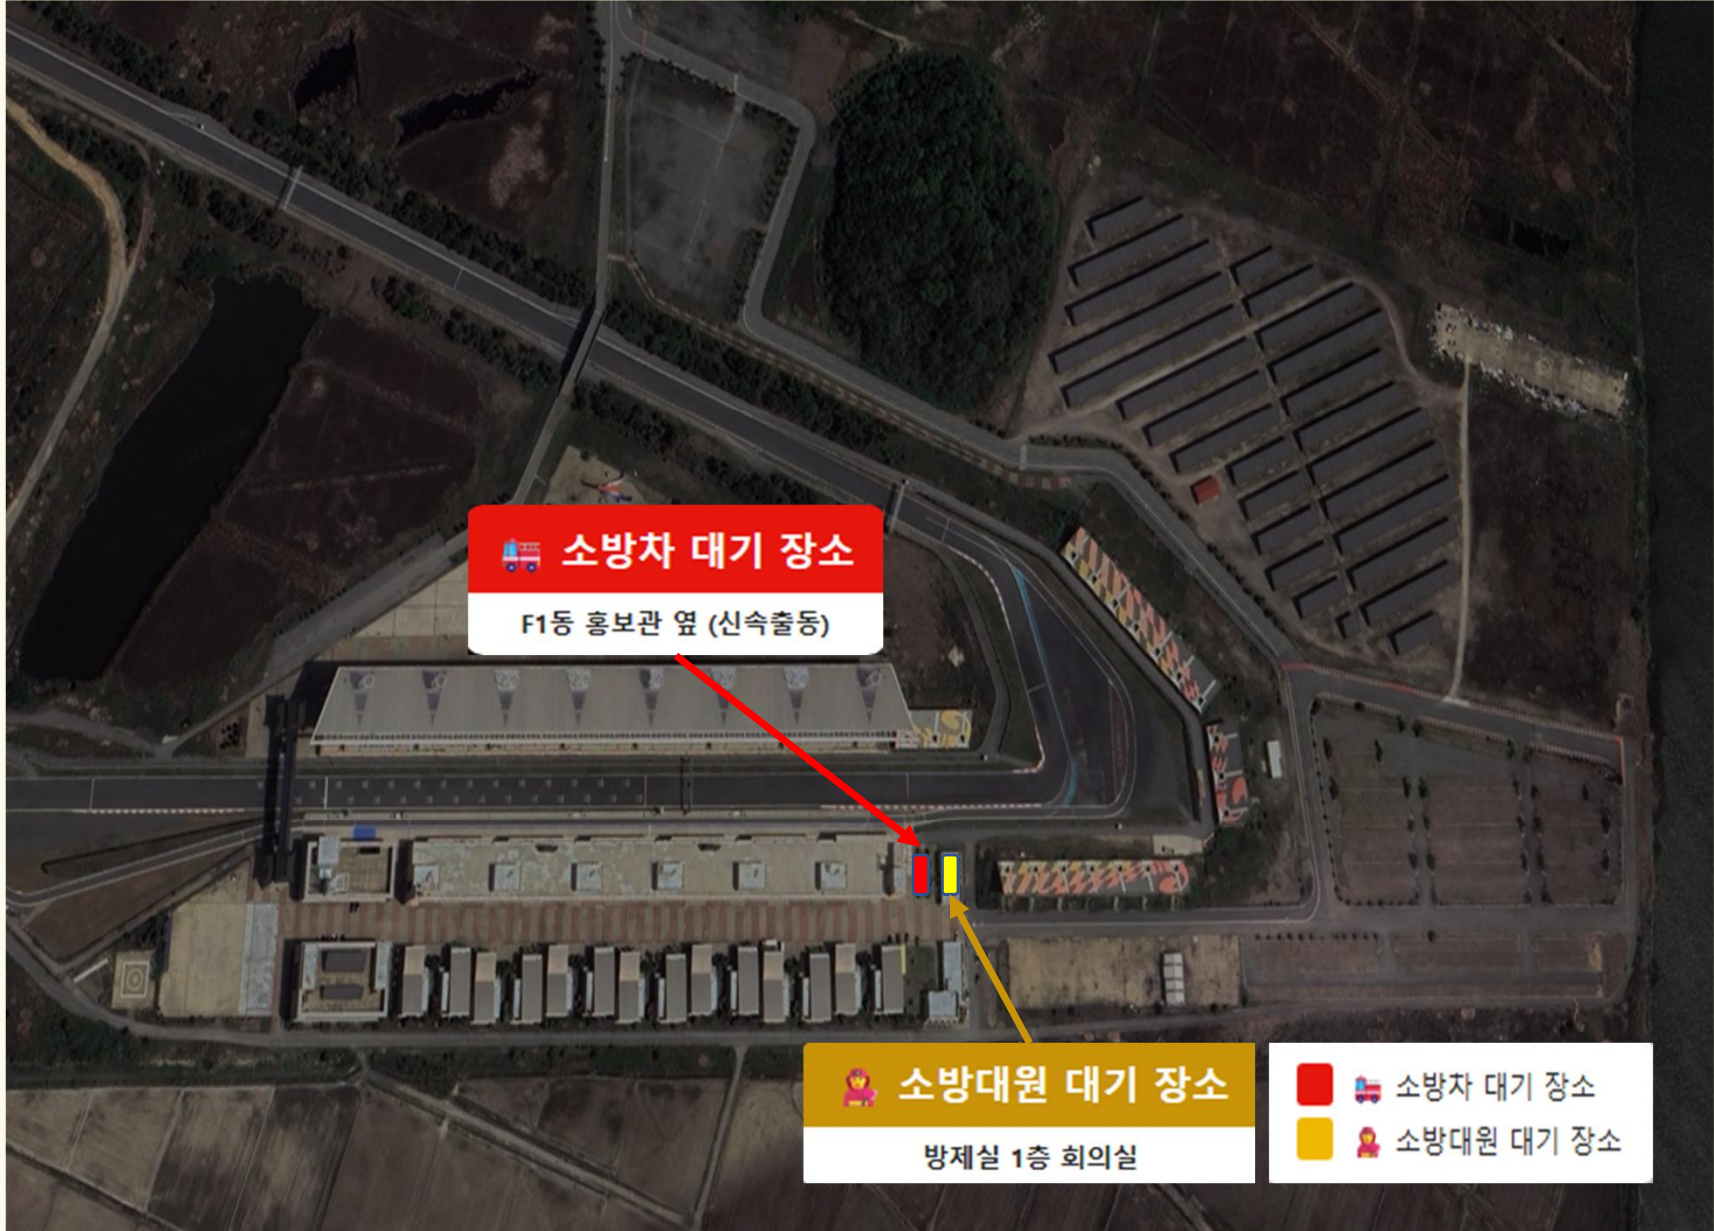 소방차 대기 장소
F1동 홍보관 옆 (신속출동)
소방대원 대기 장소
방제실 1층 회의실
소방차 대기 장소
소방대원 대기 장소